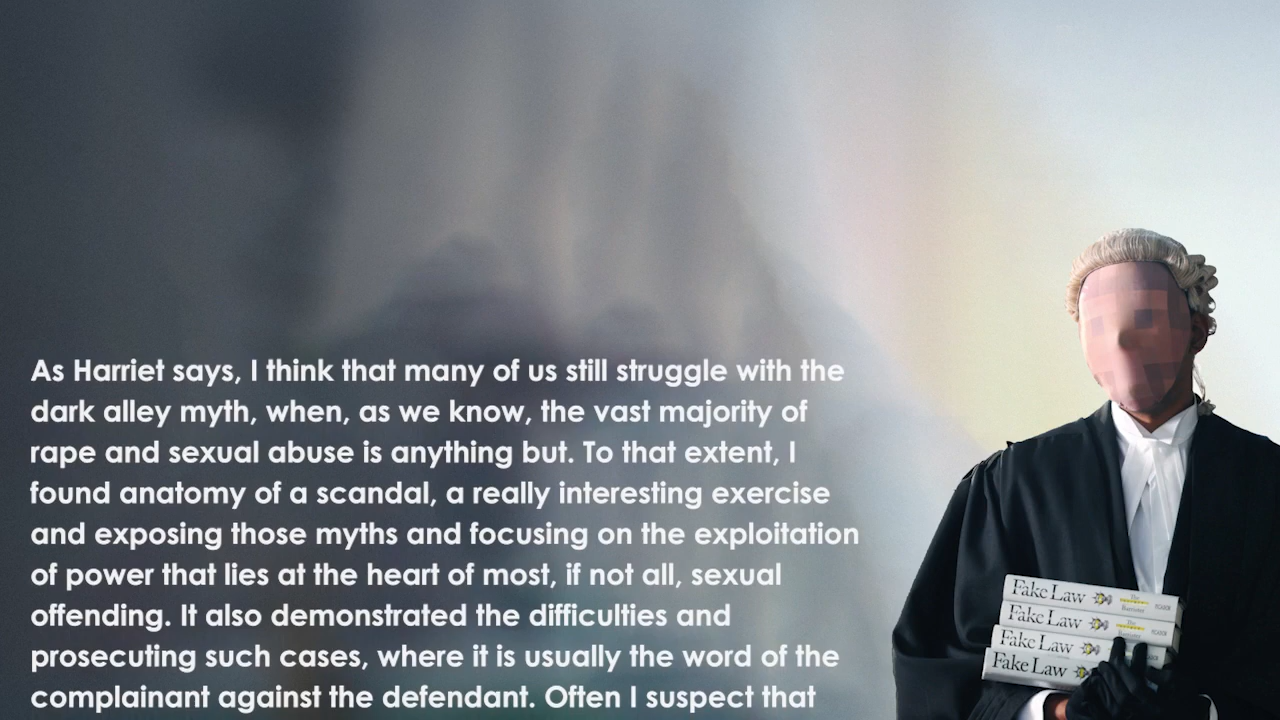 As Harriet says, I think that many of us still struggle with the
dark alley myth, when, as we know, the vast majority of
rape and sexual abuse is anything but. To that extent, I
found anatomy of a scandal, a really interesting exercise
and exposing those myths and focusing on the exploitation
of power that lies at the heart of most, if not all, sexual
offending. It also demonstrated the difficulties and
prosecuting such cases, where it is usually the word of the
complainant against the defendant. Often I suspect that
Fake Law
Fake Law
Fake Law
Fake Law